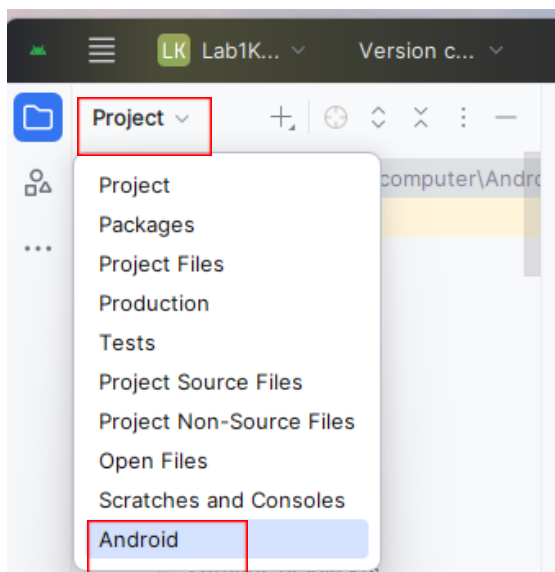 LK Lab1K... Version c...
Project
computer\Andro
Project
Packages
Project Files
Production
Tests
Project Source Files
Project Non-Source Files
Open Files
Scratches and Consoles
Android